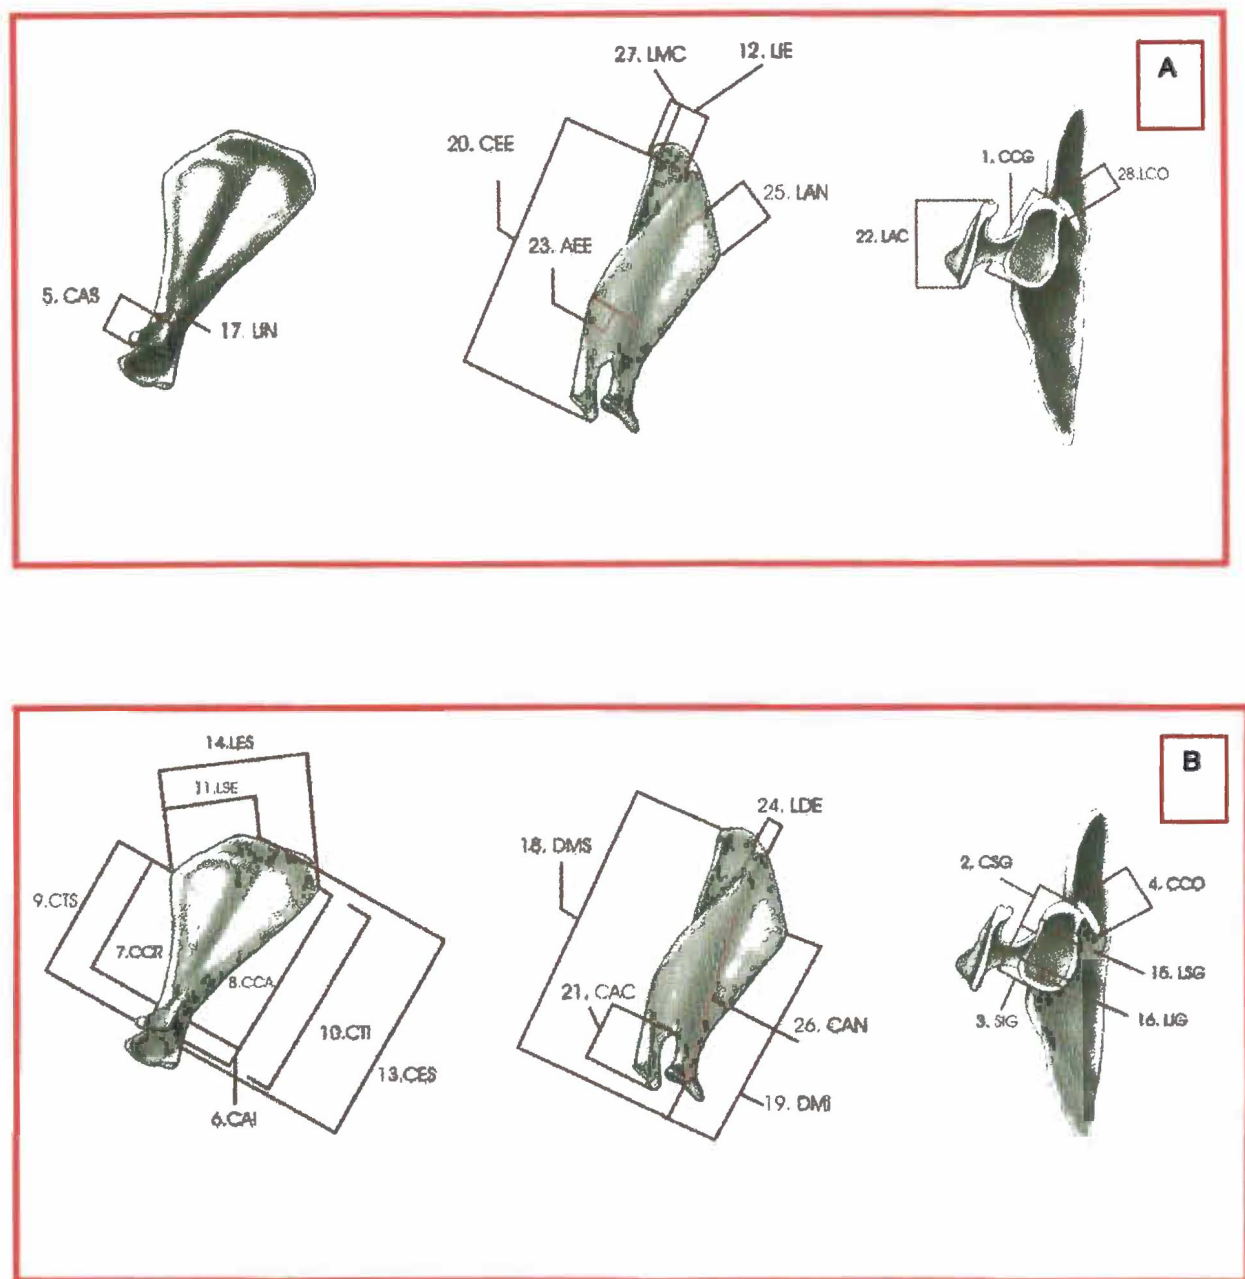 A
27. LMC
12. LIE
20. CEE
25. LAN
23. AEE
1. CCG
28.LCO
22. LAC
5. CAS
17. LIN
B
14.LES
11.LSE
9.CTS
7.CCR
8.CCA
10.CTI
13.CES
6.CAI
24. LDE
18. DMS
21. CAC
26. CAN
19. DMI
2. CSG
4. CCO
15. LSG
3. SIG
16. LIG